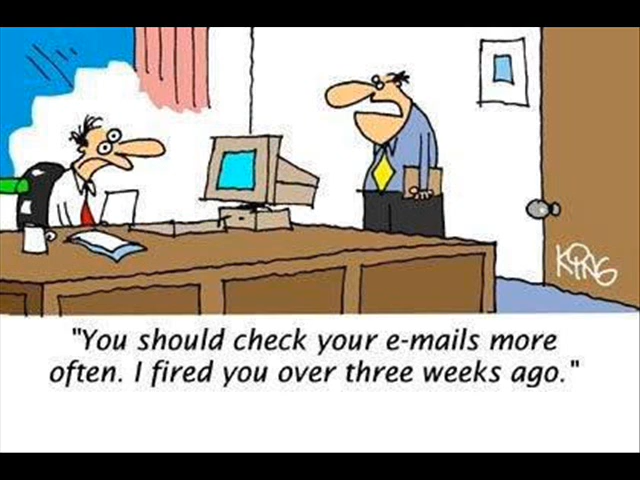 KING
"You should check your e-mails more
often. I fired you over three weeks ago."